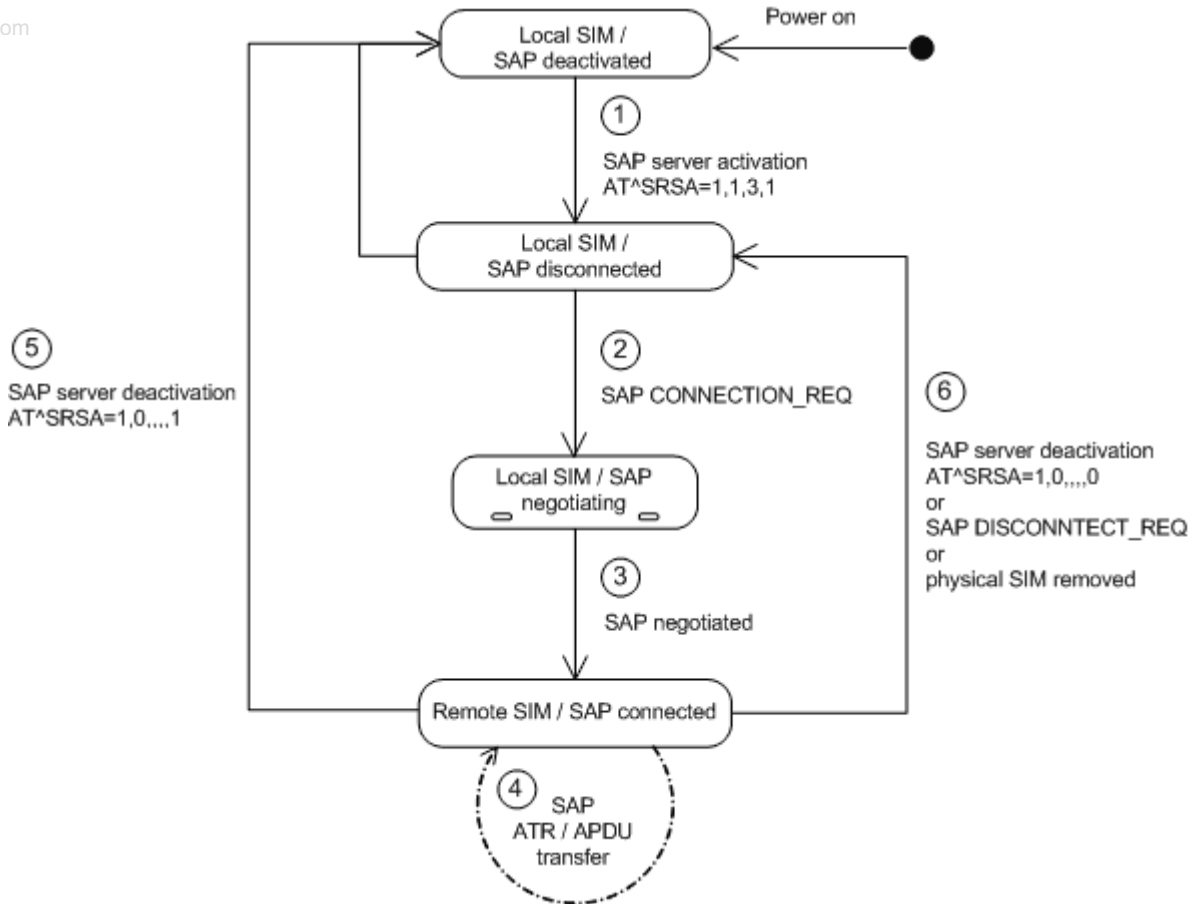 om
Power on
Local SIM /
SAP deactivated
1
SAP server activation
AT^SRSA=1,1,3,1
Local SIM /
SAP disconnected
5
SAP server deactivation
AT^SRSA=1,0,,,,1
2
SAP CONNECTION_REQ
6
SAP server deactivation
AT^SRSA=1,0,,,,0
or
SAP DISCONNTECT_REQ
or
physical SIM removed
Local SIM / SAP
negotiating
3
SAP negotiated
Remote SIM / SAP connected
4
SAP
ATR / APDU
transfer